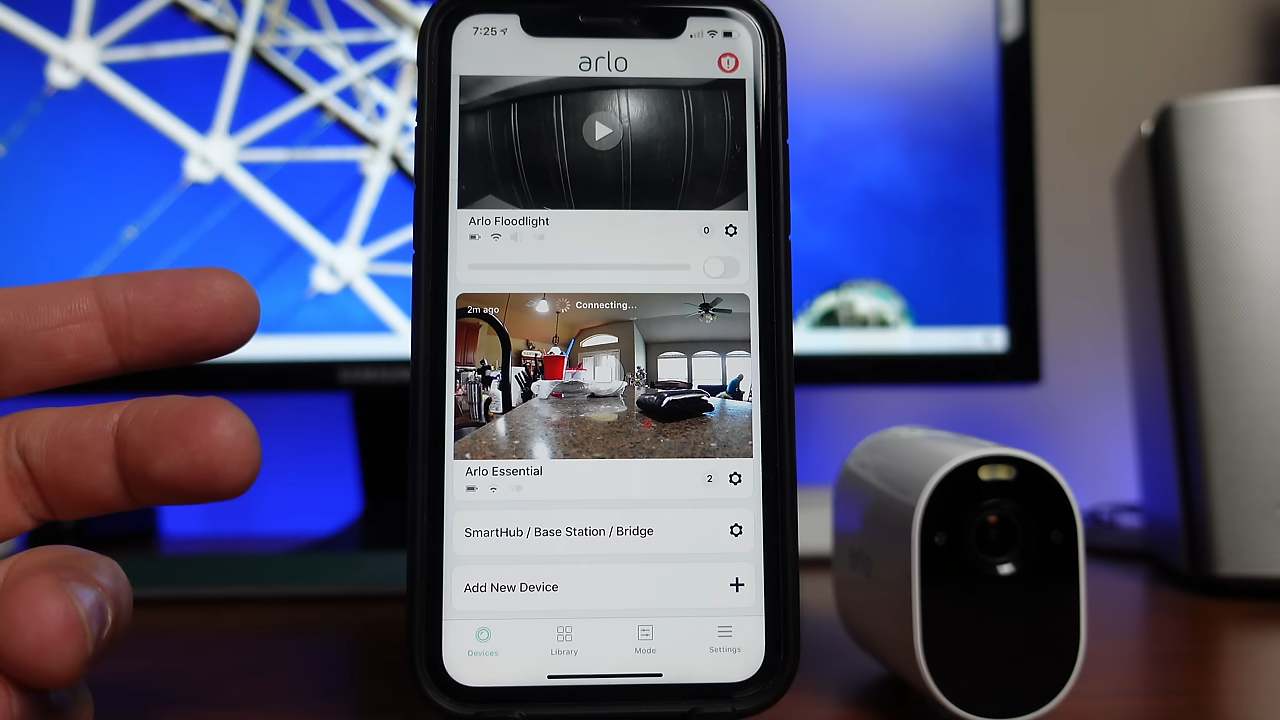 7:25
arlo
Arlo Floodlight
0
2m ago
Connecting...
Arlo Essential
2
SmartHub / Base Station / Bridge
Add New Device
Devices
Library
Mode
Settings